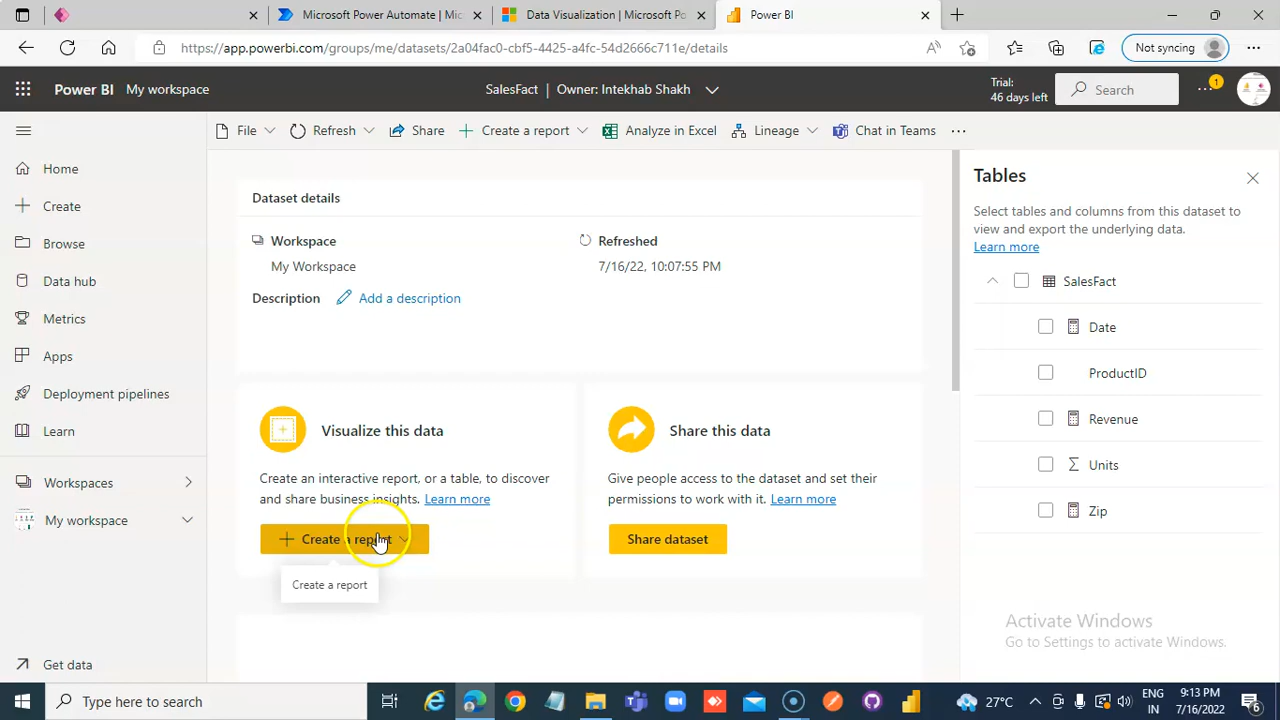 Microsoft Power Automate | Mic
Data Visualization | Microsoft Po
Power BI
https://app.powerbi.com/groups/me/datasets/2a04fac0-cbf5-4425-a4fc-54d2666c711e/details
Not syncing
Power BI My workspace
SalesFact | Owner: Intekhab Shakh
Trial:
46 days left
Search
1
File
Refresh
Share
Create a report
Analyze in Excel
Lineage
Chat in Teams
Home
Create
Browse
Data hub
Metrics
Apps
Deployment pipelines
Learn
Workspaces
My workspace
Get data
Dataset details
Workspace
My Workspace
Refreshed
7/16/22, 10:07:55 PM
Description
Add a description
Visualize this data
Create an interactive report, or a table, to discover
and share business insights. Learn more
Create a report
Create a report
Share this data
Give people access to the dataset and set their
permissions to work with it. Learn more
Share dataset
Tables
Select tables and columns from this dataset to
view and export the underlying data.
Learn more
SalesFact
Date
ProductID
Revenue
Units
Zip
Activate Windows
Go to Settings to activate Windows.
Type here to search
27°C
ENG
IN
9:13 PM
7/16/2022
6